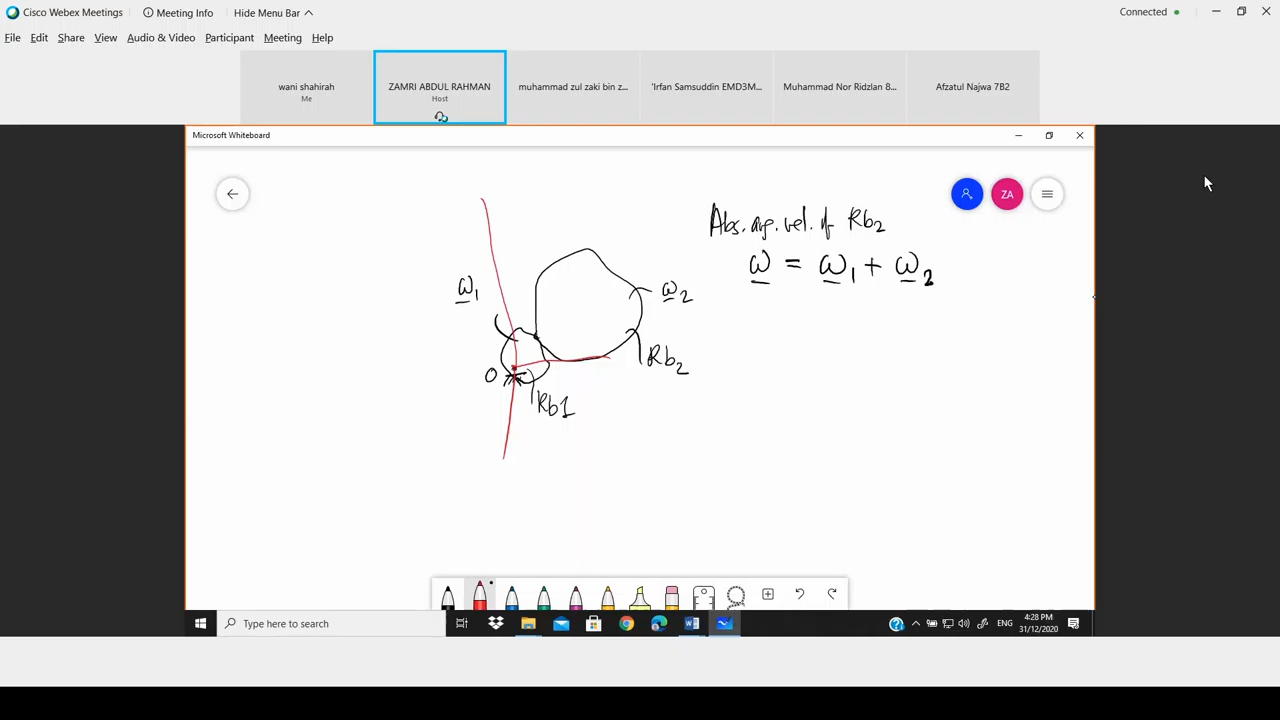 Cisco Webex Meetings Meeting Info Hide Menu Bar Connected
File Edit Share View Audio & Video Participant Meeting Help
wani shahirah
Me
ZAMRI ABDUL RAHMAN
Host
muhammad zul zaki bin z...
'Irfan Samsuddin EMD3M...
Muhammad Nor Ridzlan 8...
Afzatul Najwa 7B2
Microsoft Whiteboard
ZA
Abs. ang. vel. of Rb2
ω = ω1 + ω2
ω1
ω2
Rb2
O
Rb1
Type here to search
ENG
4:28 PM
31/12/2020